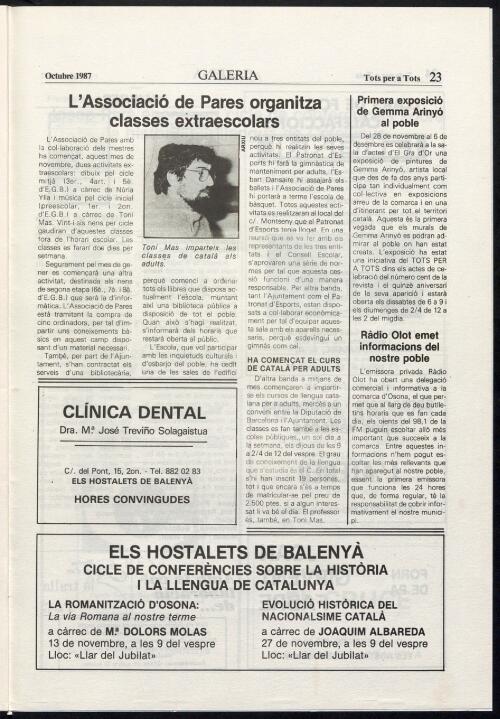 Octubre 1987
GALERIA
Tots per a Tots 23
L'Associació de Pares organitza
classes extraescolars
L'Associació de Pares amb
la col·laboració dels mestres
ha començat, aquest mes de
novembre, dues activitats ex-
traescolars: dibuix pel cicle
mitjà (3er., 4art. i 5è.
d'E.G.B.) a càrrec de Núria
Ylla i música pel cicle inicial
(preescolar, 1er. i 2on.
d'E.G.B.) a càrrec de Toni
Mas. Vint-i-sis nens per cicle
gaudiran d'aquestes classes
fora de l'horari escolar. Les
classes es faran dos dies per
setmana.
Segurament pel mes de ge-
ner es començarà una altra
activitat, destinada als nens
de segona etapa (6è., 7è. i 8è.
d'E.G.B.) que serà la d'infor-
màtica. L'Associació de Pares
està tramitant la compra de
cinc ordinadors, per tal d'im-
partir uns coneixements bà-
sics en aquest camp dispo-
sant d'un material necessari.
També, per part de l'Ajun-
tament, s'han contractat els
serveis d'una bibliotecària,
Toni Mas imparteix les
classes de català als
adults.
perquè comenci a ordenar
tots els llibres que disposa ac-
tualment l'escola, muntant
així una biblioteca pública a
disposició de tot el poble.
Quan això s'hagi realitzat,
s'informarà dels horaris que
restarà oberta al públic.
L'Escola, que vol participar
amb les inquietuds culturals i
d'esbarjo del poble, ha cedit
una de les sales de l'edifici
nou a tres entitats del poble,
perquè hi realitzin les seves
activitats. El Patronat d'Es-
ports hi farà la gimnàstica de
manteniment per adults, l'Es-
bart Dansaire hi assajarà els
ballets i l'Associació de Pares
hi portarà a terme l'escola de
bàsquet. Totes aquestes acti-
vitats es realitzaren al local del
c/. Montseny que el Patronat
d'Esports tenia llogat. En una
reunió que es va fer amb es
representants de les tres enti-
tats i el Consell Escolar,
s'aprovaren una sèrie de nor-
mes per tal que aquesta ces-
sió funcioni d'una manera
responsable. Per altra banda,
tant l'Ajuntament com el Pa-
tronat d'Esports, estan dispo-
sats a col·laborar econòmica-
ment per tal d'equipar aques-
ta sala amb els aparells neces-
saris, perquè esdevingui un
gimnàs com cal.
HA COMENÇAT EL CURS
DE CATALÀ PER ADULTS
D'altra banda a mitjans de
mes començaren a impartir-
se els cursos de llengua cata-
lana per a adults, mercès a un
conveni entre la Diputació de
Barcelona i l'Ajuntament. Les
classes es fan també a les es-
coles públiques, un sol dia a
la setmana, els dijous de les 9
a 2/4 de 12 del vespre. El grau
de coneixement de la llengua
que s'estudia és el C. En total
s'hi han inscrit 19 persones,
tot i que encara s'és a temps
de matricular-se pel preu de
2.500 ptes. si a algun interes-
sat li va bé el dia. El professor
és, també, en Toni Mas.
Primera exposició
de Gemma Arinyó
al poble
Del 28 de novembre al 6 de
desembre es celebrarà a la sa-
la d'actes d'El Gra d'Or una
exposició de pintures de
Gemma Arinyó, artista local
que des de fa dos anys partici-
pa tan individualment com
col·lectiva en exposicions
arreu de la comarca i en una
d'itinerant per tot el territori
català. Aquesta és la primera
vegada que els murals de
Gemma Arinyó es podran ad-
mirar al poble on han estat
creats. L'exposició ha estat
una iniciativa del TOTS PER
A TOTS dins els actes de cele-
bració del número cent de la
revista i el quinzè aniversari
de la seva aparició i estarà
oberta els dissabtes de 6 a 9 i
els diumenges de 2/4 de 12 a
les 2 del migdia.
Ràdio Olot emet
informacions del
nostre poble
L'emissora privada Ràdio
Olot ha obert una delegació
comercial i informativa a la
comarca d'Osona, el que per-
met que al llarg de deu butlle-
tins horaris que es fan cada
dia, els oients del 98,1 de la
FM puguin escoltar allò més
important que succeeix a la
comarca. Entre aquestes in-
formacions n'hem pogut es-
coltar les més rellevants que
han aparegut al nostre poble,
essent la primera emissora
que funciona les 24 hores
que, de forma regular, té la
responsabilitat de cobrir infor-
mativament el nostre munici-
pi.
CLÍNICA DENTAL
Dra. M.ª José Treviño Solagaistua
C/. del Pont, 15, 2on. - Tel. 882 02 83
ELS HOSTALETS DE BALENYÀ
HORES CONVINGUDES
ELS HOSTALETS DE BALENYÀ
CICLE DE CONFERÈNCIES SOBRE LA HISTÒRIA
I LA LLENGUA DE CATALUNYA
LA ROMANITZACIÓ D'OSONA:
La via Romana al nostre terme
a càrrec de M.ª DOLORS MOLAS
13 de novembre, a les 9 del vespre
Lloc: «Llar del Jubilat»
EVOLUCIÓ HISTÒRICA DEL
NACIONALSIME CATALÀ
a càrrec de JOAQUIM ALBAREDA
27 de novembre, a les 9 del vespre
Lloc: «Llar del Jubilat»